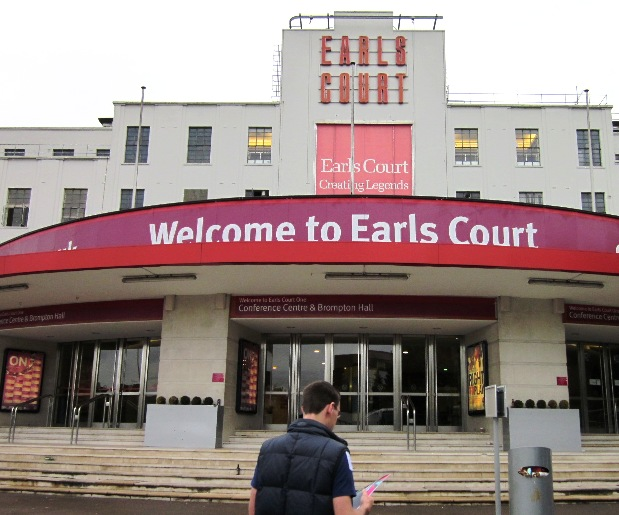 EARLS
COURT
Earls Court
Creating Legends
Welcome to Earls Court
Welcome to Earls Court One:
Conference Centre & Brompton Hall
Conference Centre
& Brompton Hall
Conference Centre
ON